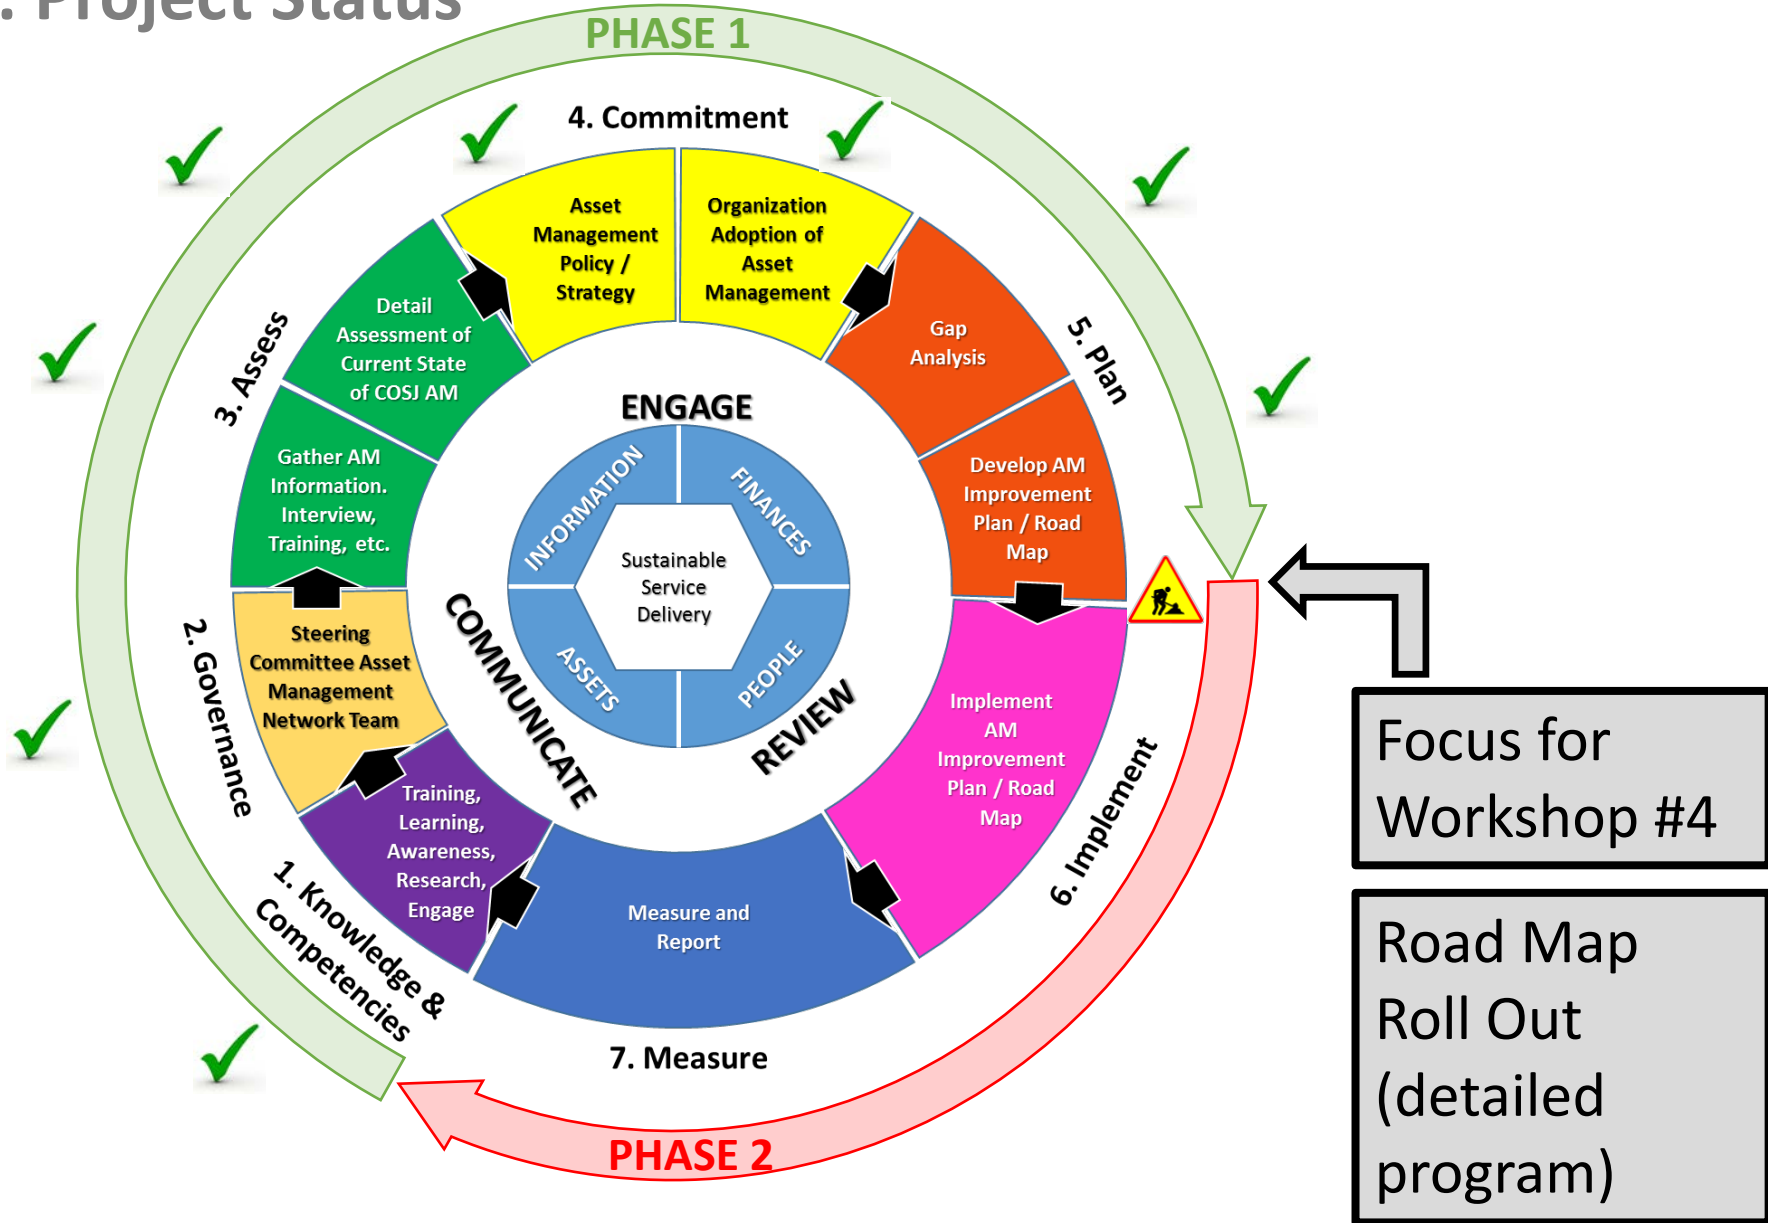 . Project Status
PHASE 1
4. Commitment
Asset
Management
Policy /
Strategy
Organization
Adoption of
Asset
Management
Detail
Assessment of
Current State
of COSJ AM
3. Assess
Gap
Analysis
5. Plan
Gather AM
Information.
Interview,
Training, etc.
Develop AM
Improvement
Plan / Road
Map
ENGAGE
INFORMATION
FINANCES
Sustainable
Service
Delivery
ASSETS
PEOPLE
COMMUNICATE
REVIEW
2. Governance
Steering
Committee Asset
Management
Network Team
Training,
Learning,
Awareness,
Research,
Engage
1. Knowledge &
Competencies
Implement
AM
Improvement
Plan / Road
Map
6. Implement
Measure and
Report
7. Measure
PHASE 2
Focus for
Workshop #4
Road Map
Roll Out
(detailed
program)